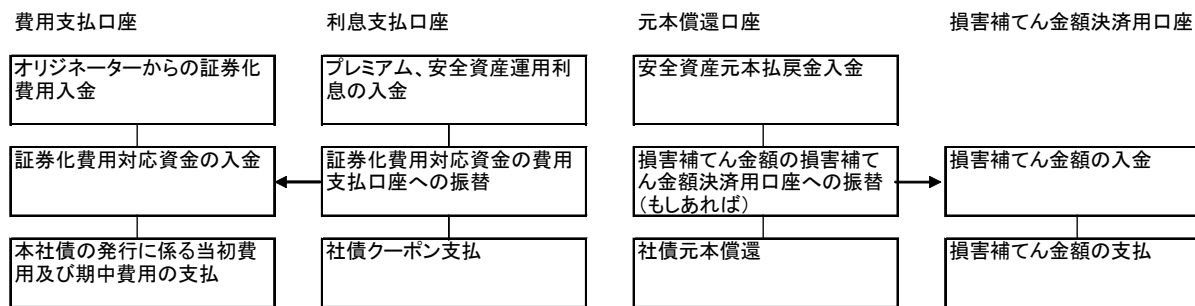 費用支払口座
利息支払口座
元本償還口座
損害補てん金額決済用口座
オリジネーターからの証券化
費用入金
プレミアム、安全資産運用利
息の入金
安全資産元本払戻金入金
証券化費用対応資金の入金
証券化費用対応資金の費用
支払口座への振替
損害補てん金額の損害補て
ん金額決済用口座への振替
(もしあれば)
損害補てん金額の入金
本社債の発行に係る当初費
用及び期中費用の支払
社債クーポン支払
社債元本償還
損害補てん金額の支払